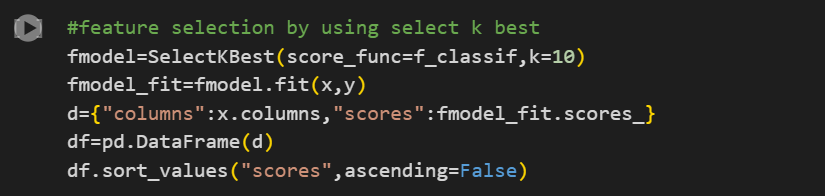 #feature selection by using select k best
fmodel=SelectKBest(score_func=f_classif,k=10)
fmodel_fit=fmodel.fit(x,y)
d={"columns":x.columns,"scores":fmodel_fit.scores_}
df=pd.DataFrame(d)
df.sort_values("scores",ascending=False)